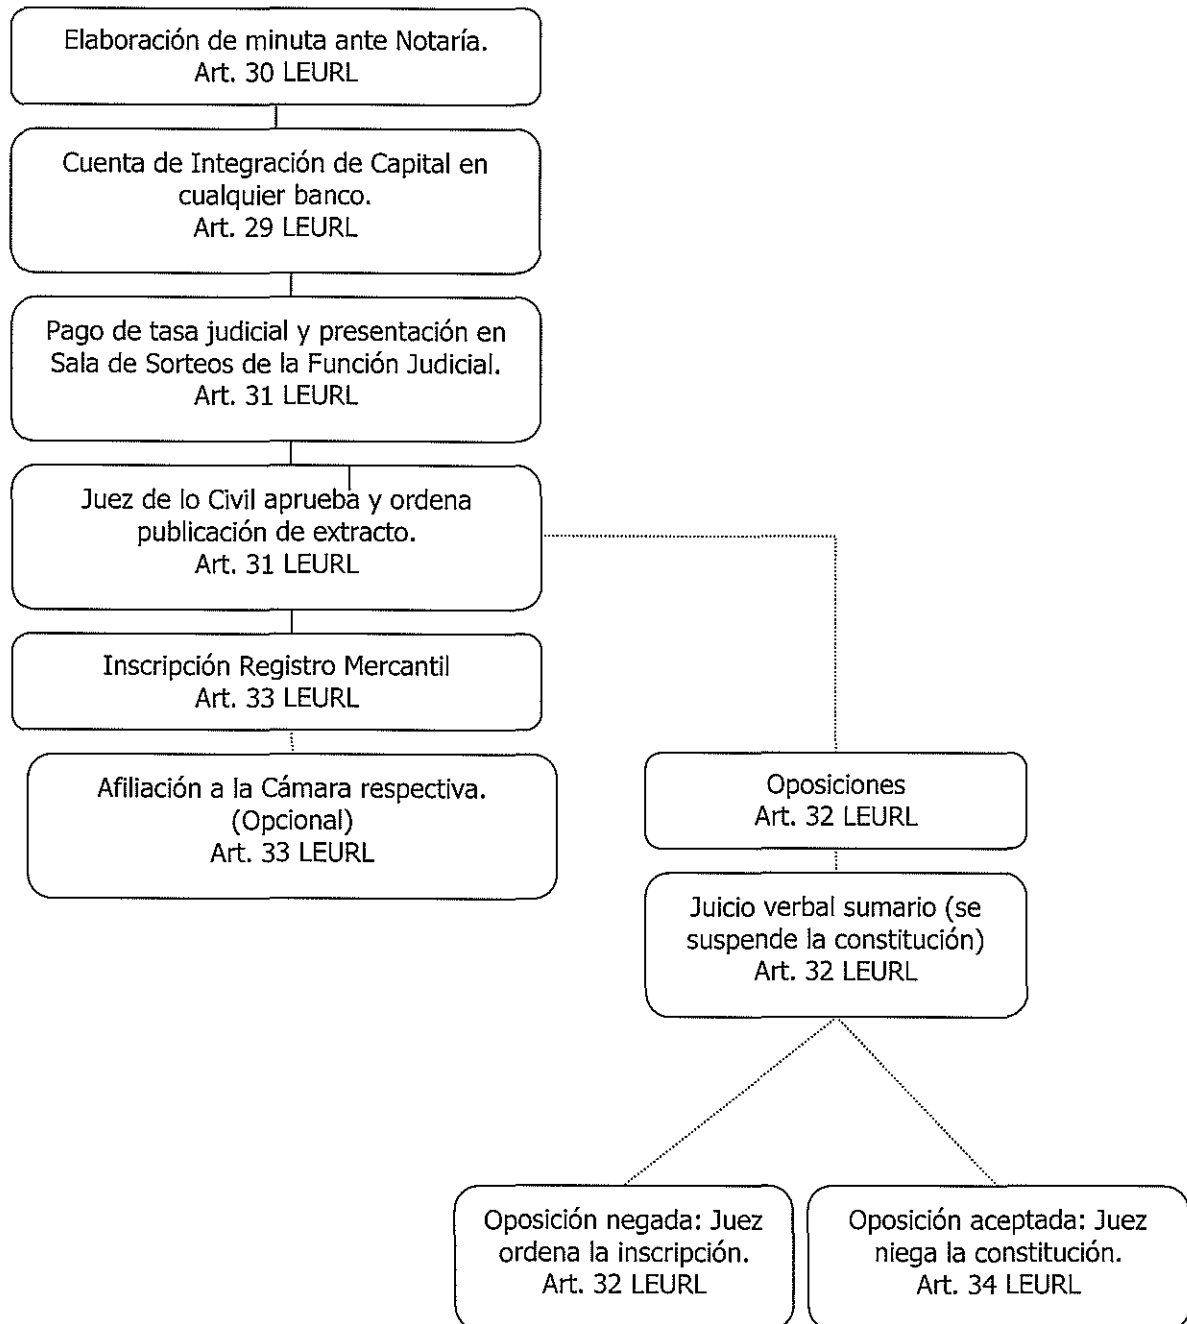 Elaboración de minuta ante Notaría.
Art. 30 LEURL
Cuenta de Integración de Capital en
cualquier banco.
Art. 29 LEURL
Pago de tasa judicial y presentación en
Sala de Sorteos de la Función Judicial.
Art. 31 LEURL
Juez de lo Civil aprueba y ordena
publicación de extracto.
Art. 31 LEURL
Inscripción Registro Mercantil
Art. 33 LEURL
Afiliación a la Cámara respectiva.
(Opcional)
Art. 33 LEURL
Oposiciones
Art. 32 LEURL
Juicio verbal sumario (se
suspende la constitución)
Art. 32 LEURL
Oposición negada: Juez
ordena la inscripción.
Art. 32 LEURL
Oposición aceptada: Juez
niega la constitución.
Art. 34 LEURL